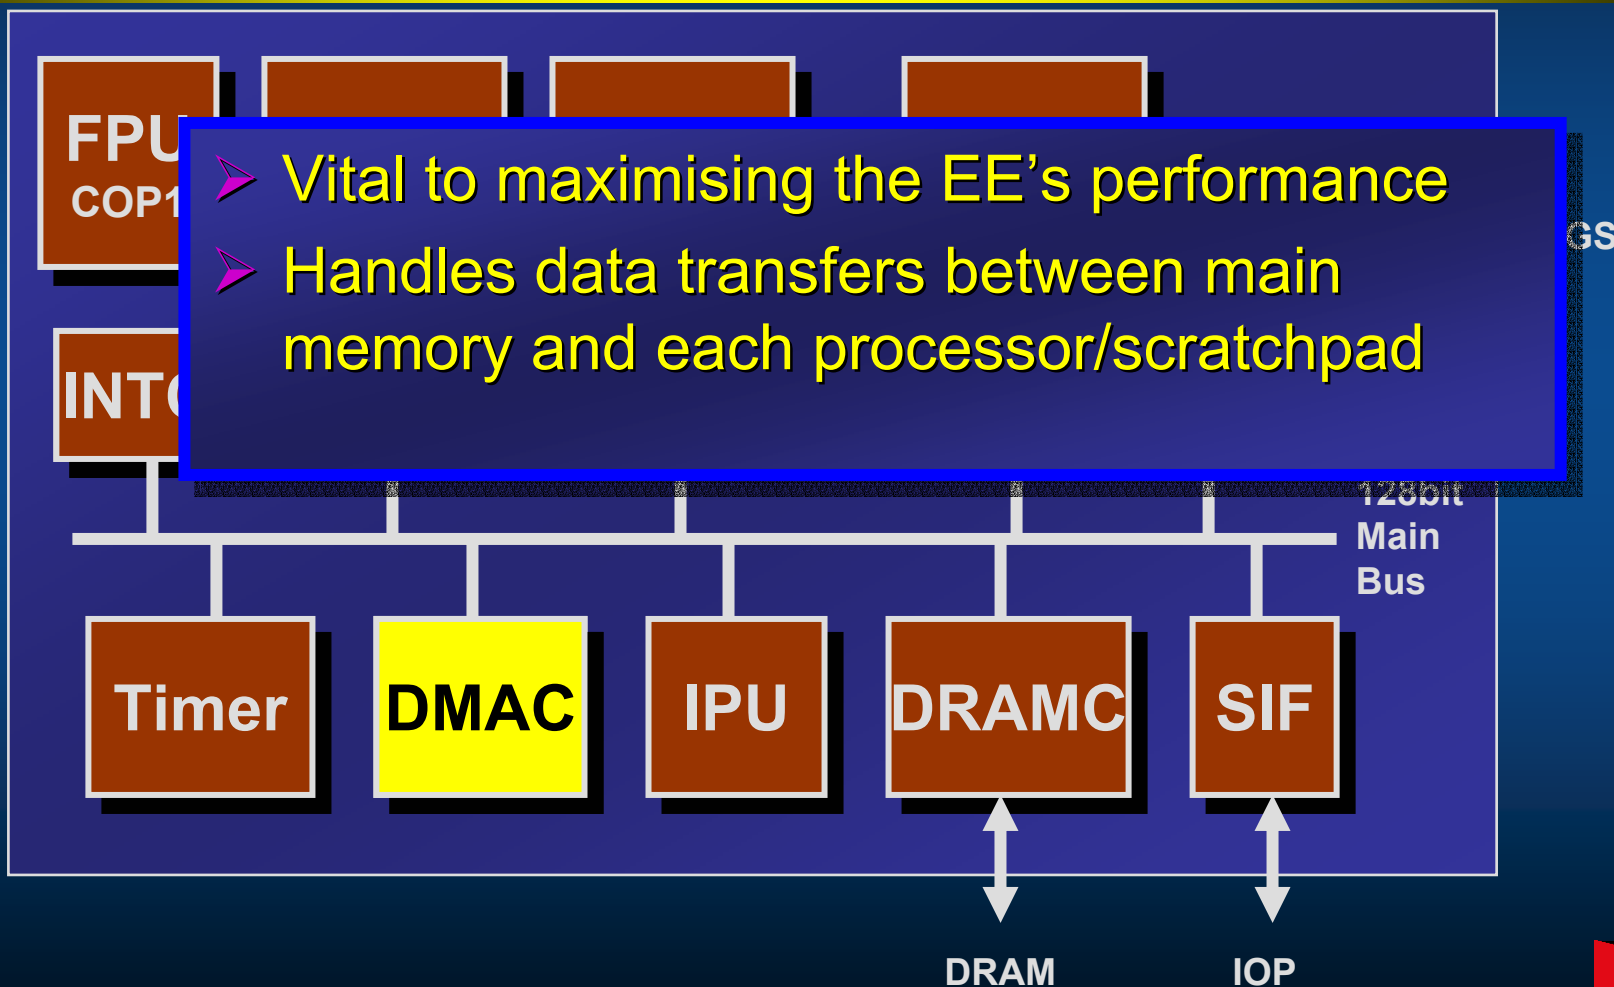 FPU
COP1
➢ Vital to maximising the EE’s performance
➢ Handles data transfers between main
memory and each processor/scratchpad
GS
128bit
Main
Bus
Timer
DMAC
IPU
DRAMC
SIF
DRAM
IOP